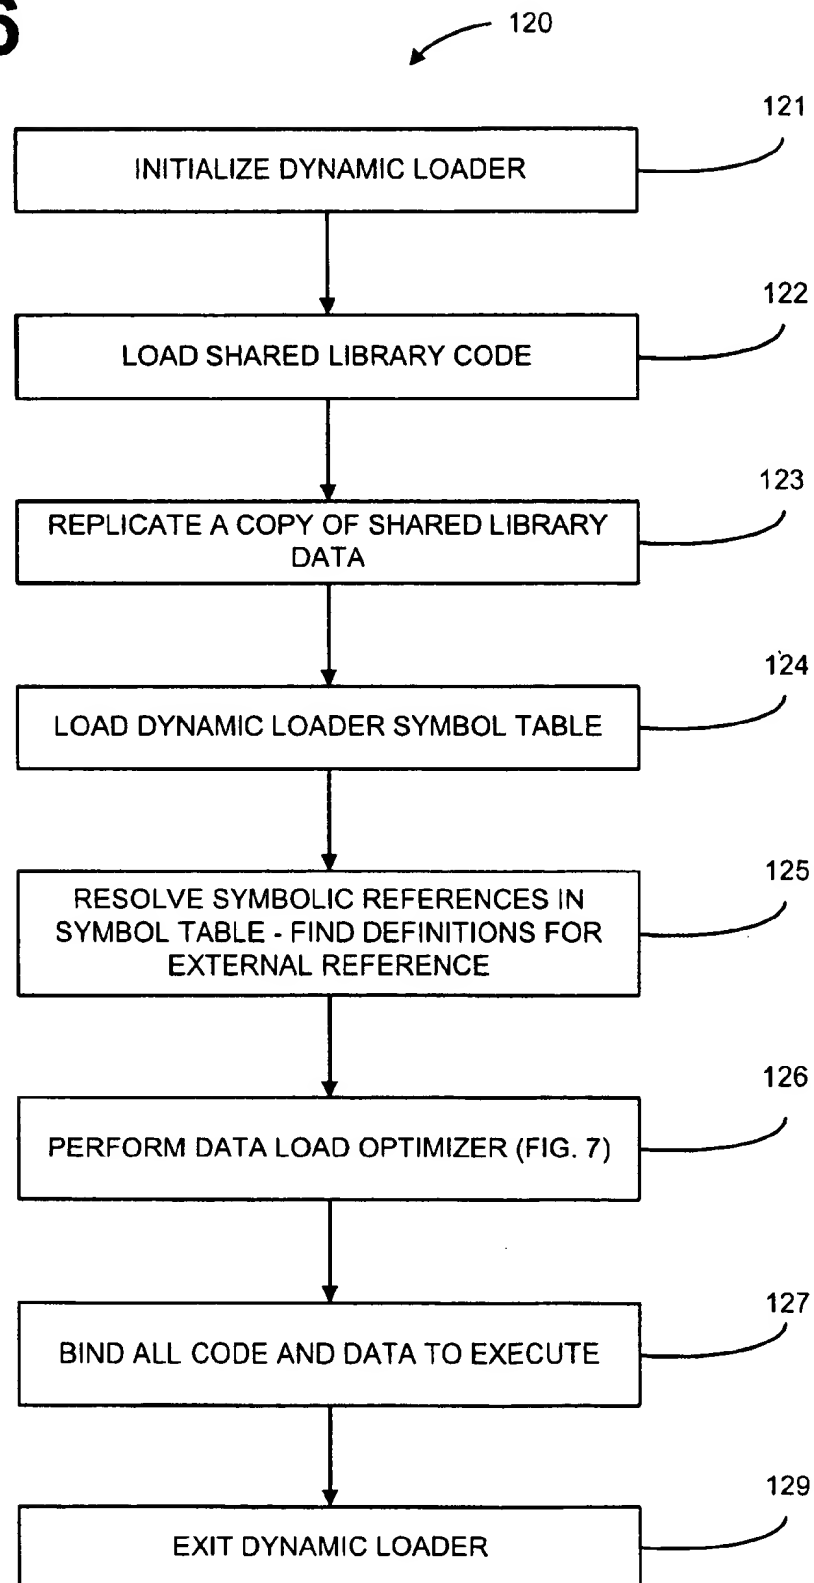 6
120
121
INITIALIZE DYNAMIC LOADER
122
LOAD SHARED LIBRARY CODE
123
REPLICATE A COPY OF SHARED LIBRARY
DATA
124
LOAD DYNAMIC LOADER SYMBOL TABLE
125
RESOLVE SYMBOLIC REFERENCES IN
SYMBOL TABLE - FIND DEFINITIONS FOR
EXTERNAL REFERENCE
126
PERFORM DATA LOAD OPTIMIZER (FIG. 7)
127
BIND ALL CODE AND DATA TO EXECUTE
129
EXIT DYNAMIC LOADER